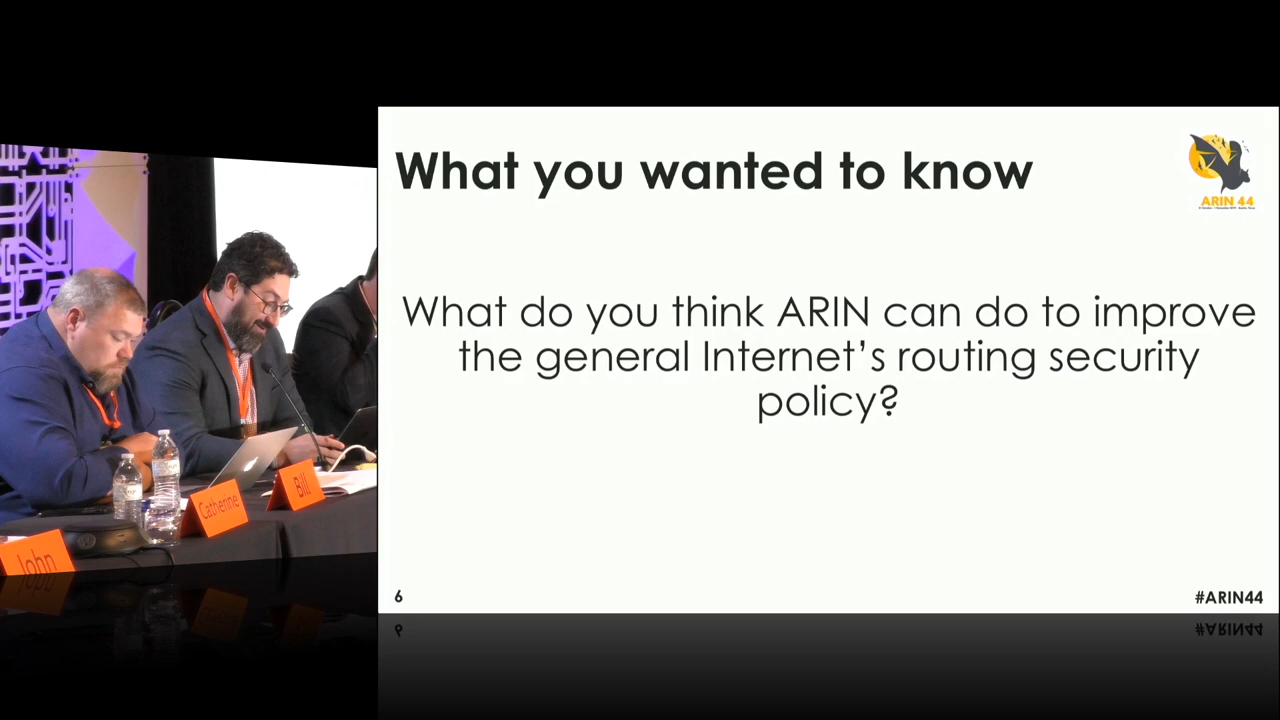 What you wanted to know
ARIN 44
What do you think ARIN can do to improve
the general Internet's routing security
policy?
Catherine
Bill
John
6
#ARIN44